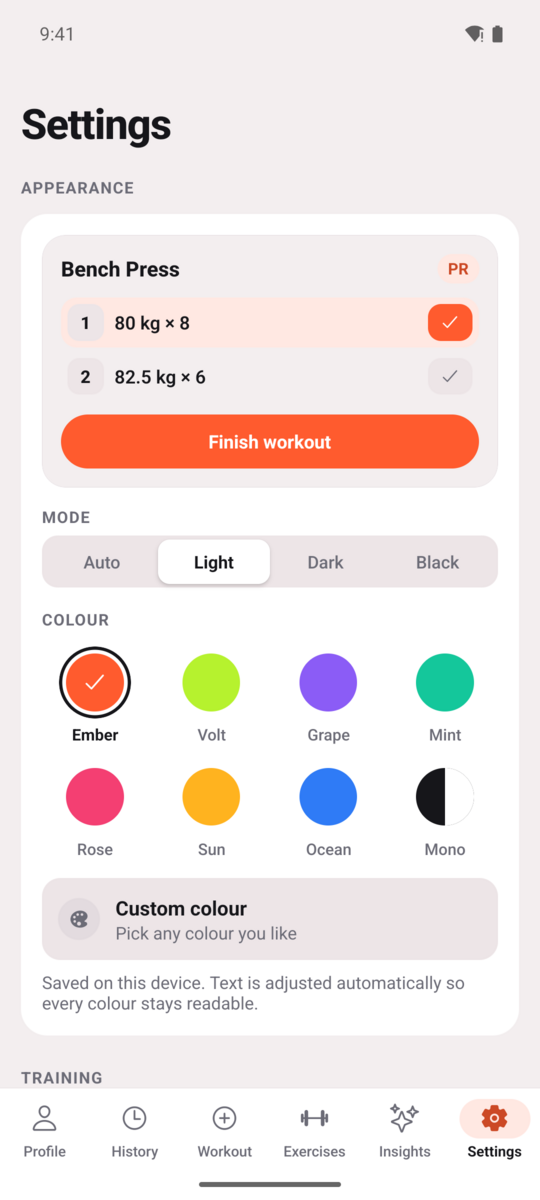 9:41
Settings
APPEARANCE
Bench Press
PR
1 80 kg × 8
2 82.5 kg × 6
Finish workout
MODE
Auto Light Dark Black
COLOUR
Ember Volt Grape Mint
Rose Sun Ocean Mono
Custom colour
Pick any colour you like
Saved on this device. Text is adjusted automatically so
every colour stays readable.
TRAINING
Profile History Workout Exercises Insights Settings